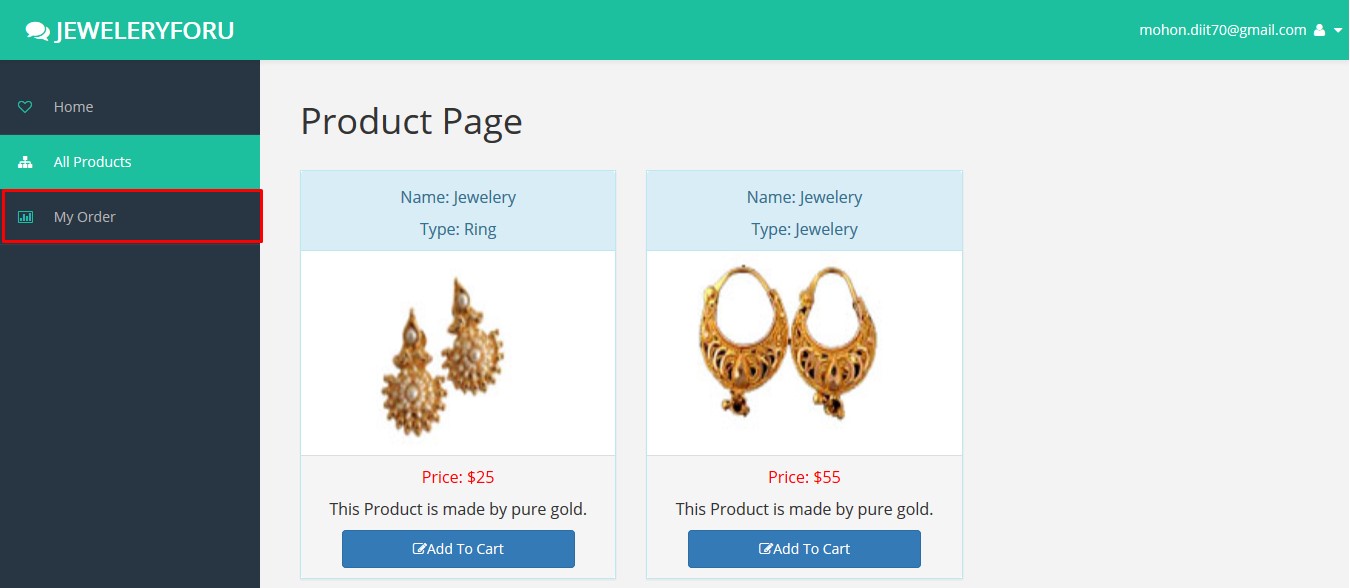 JEWELERYFORU
mohon.diit70@gmail.com
Home
All Products
My Order
Product Page
Name: Jewelery
Type: Ring
Price: $25
This Product is made by pure gold.
Add To Cart
Name: Jewelery
Type: Jewelery
Price: $55
This Product is made by pure gold.
Add To Cart